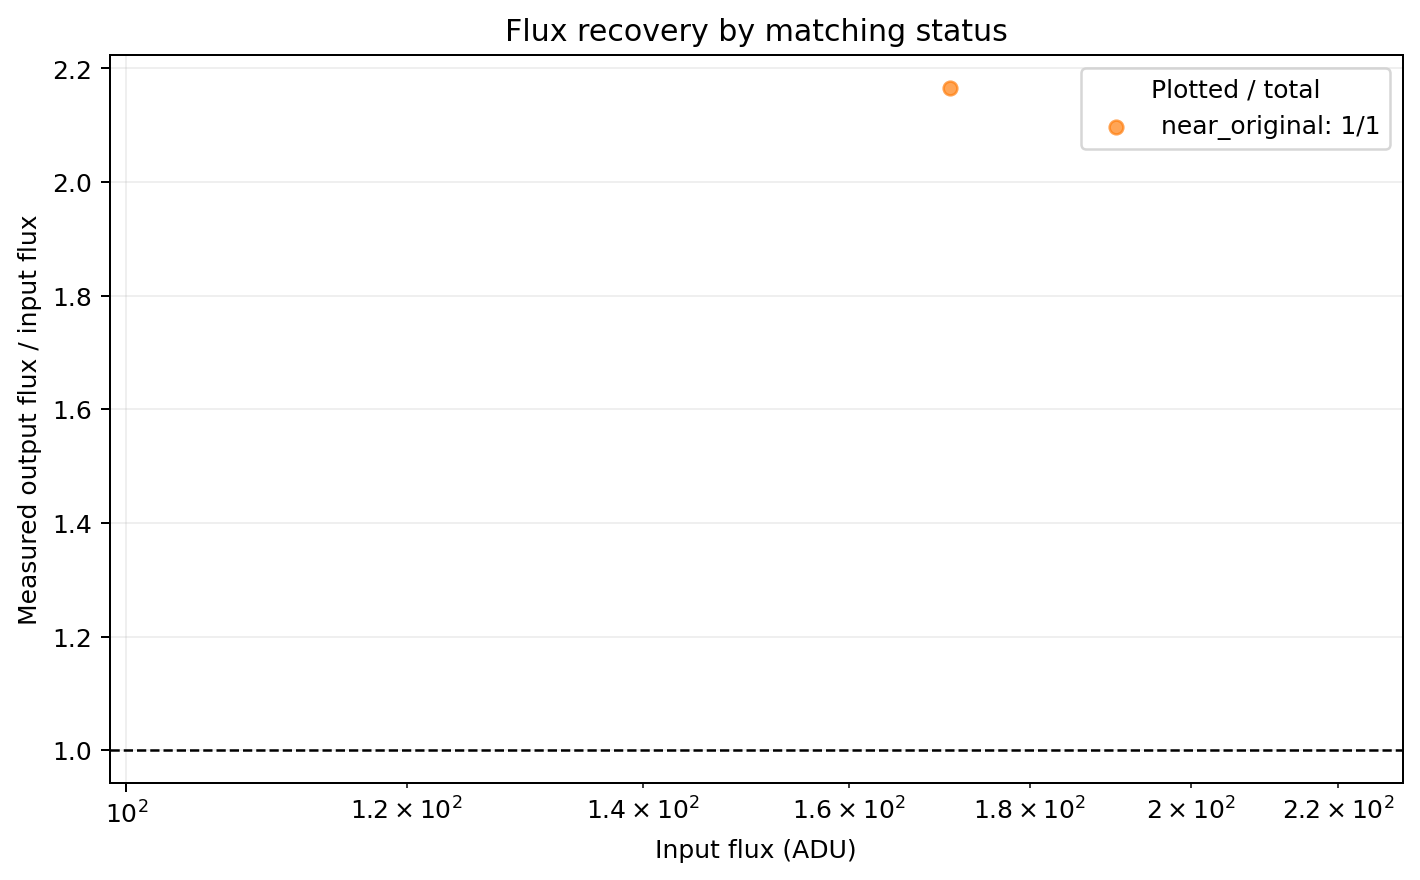 Flux recovery by matching status
Plotted / total
near_original: 1/1
Measured output flux / input flux
2.2
2.0
1.8
1.6
1.4
1.2
1.0
10² 1.2 × 10² 1.4 × 10² 1.6 × 10² 1.8 × 10² 2 × 10² 2.2 × 10²
Input flux (ADU)